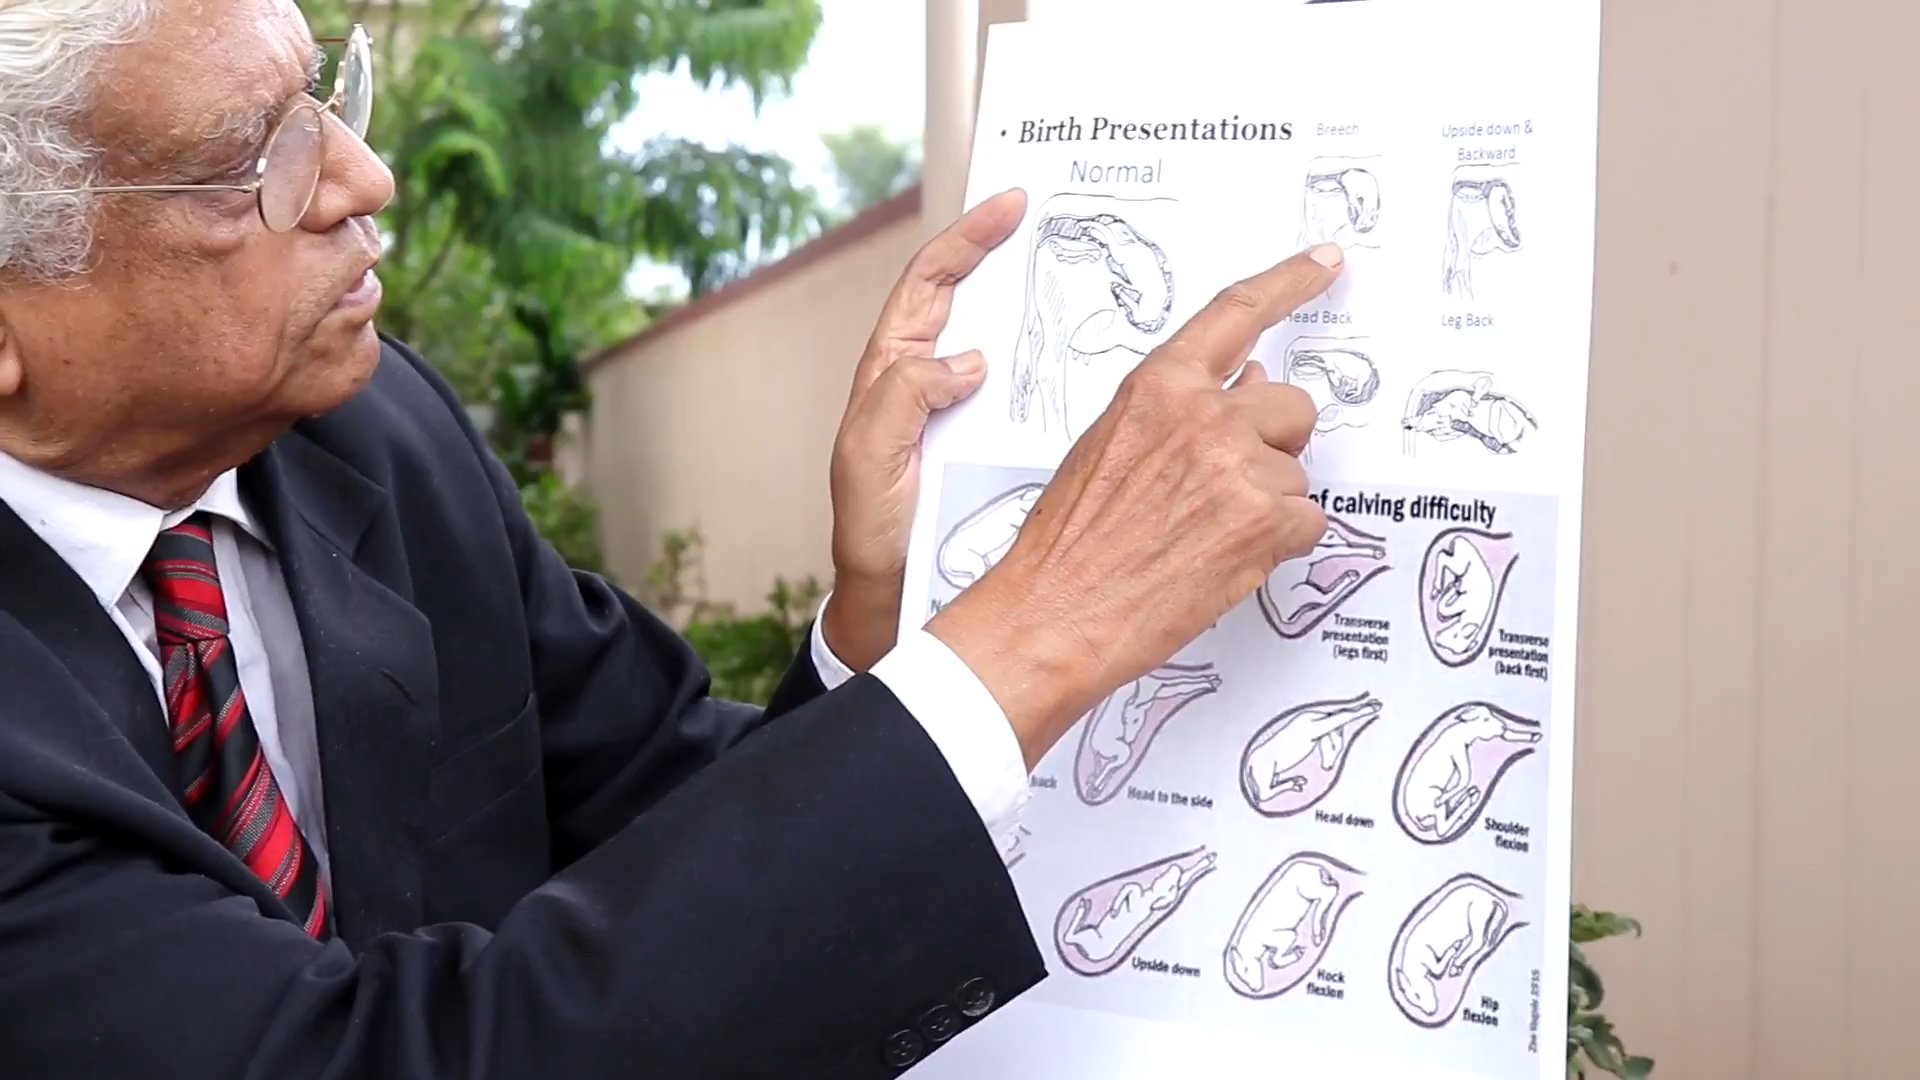 • Birth Presentations
Normal
Breech
Upside down &
Backward
Head Back
Leg Back
of calving difficulty
Transverse
presentation
(legs first)
Transverse
presentation
(back first)
back
Head to the side
Head down
Shoulder
flexion
Upside down
Hock
flexion
Hip
flexion